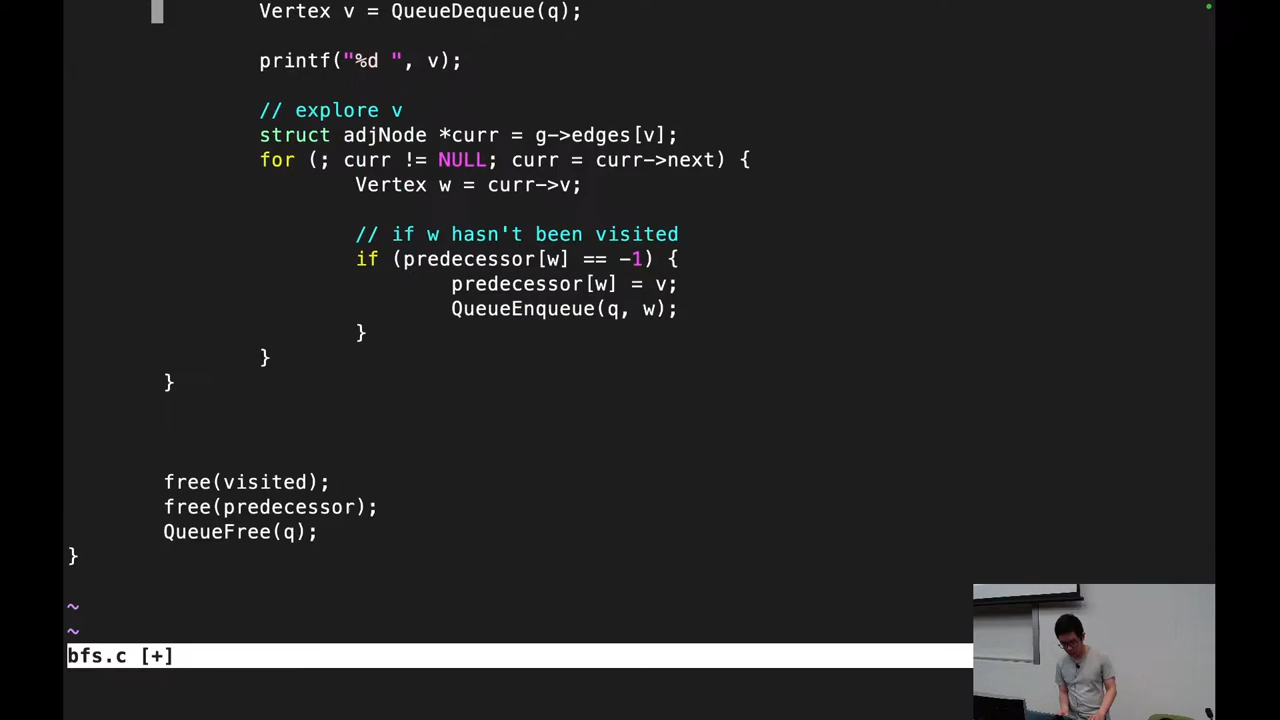 Vertex v = QueueDequeue(q);
printf("%d ", v);
// explore v
struct adjNode *curr = g->edges[v];
for (; curr != NULL; curr = curr->next) {
Vertex w = curr->v;
// if w hasn't been visited
if (predecessor[w] == -1) {
predecessor[w] = v;
QueueEnqueue(q, w);
}
}
}
free(visited);
free(predecessor);
QueueFree(q);
}
~
~
bfs.c [+]